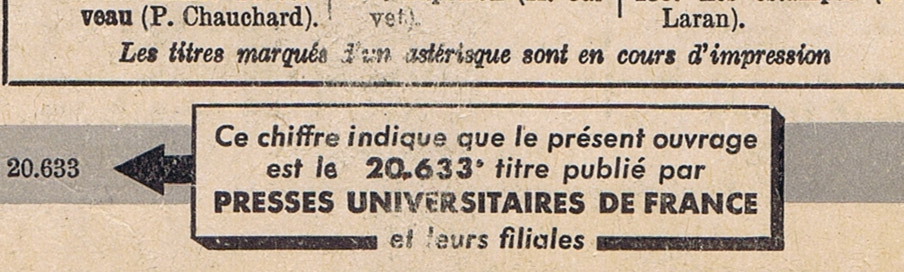 veau (P. Chauchard).
vet).
Laran).
Les titres marqués d'un astérisque sont en cours d'impression
20.633
Ce chiffre indique que le présent ouvrage
est le 20.633e titre publié par
PRESSES UNIVERSITAIRES DE FRANCE
et leurs filiales